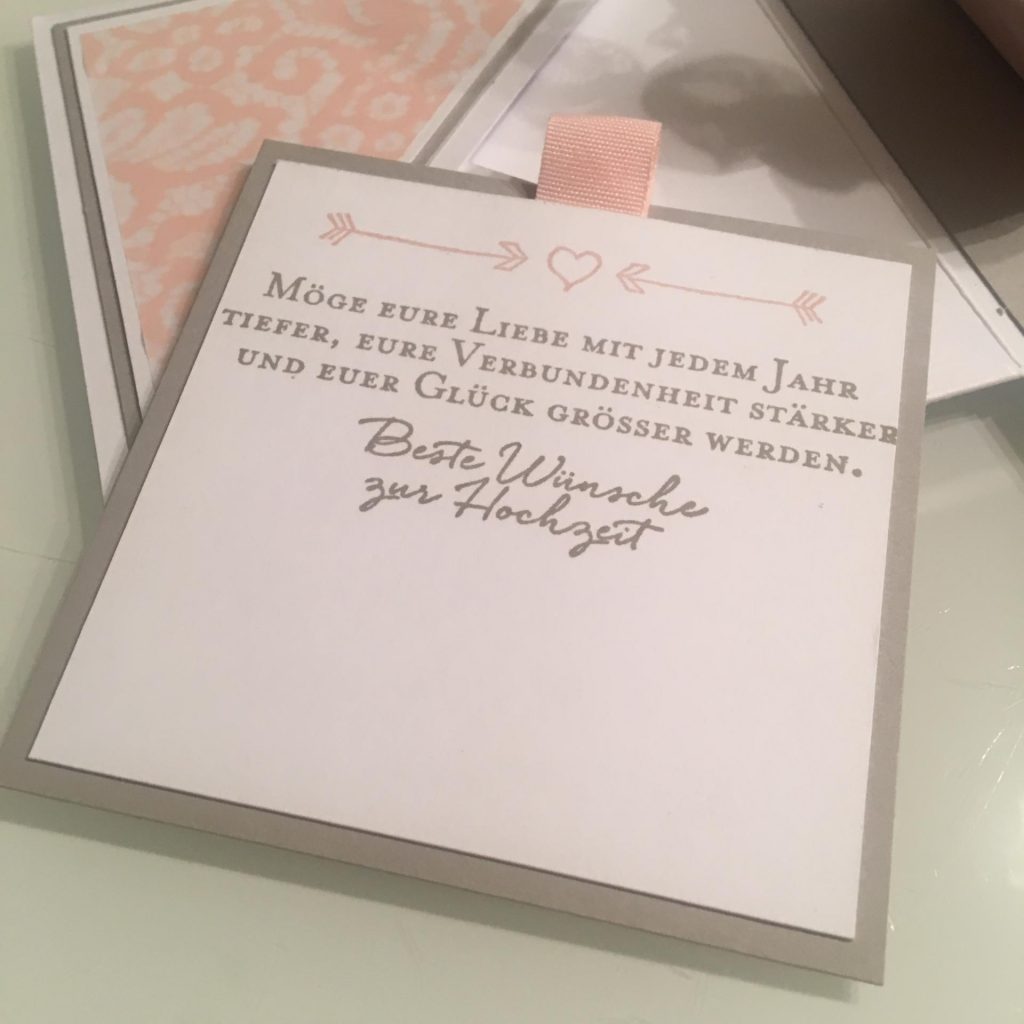 Möge eure Liebe mit jedem Jahr
tiefer, eure Verbundenheit stärker
und euer Glück grösser werden.
Beste Wünsche
zur Hochzeit